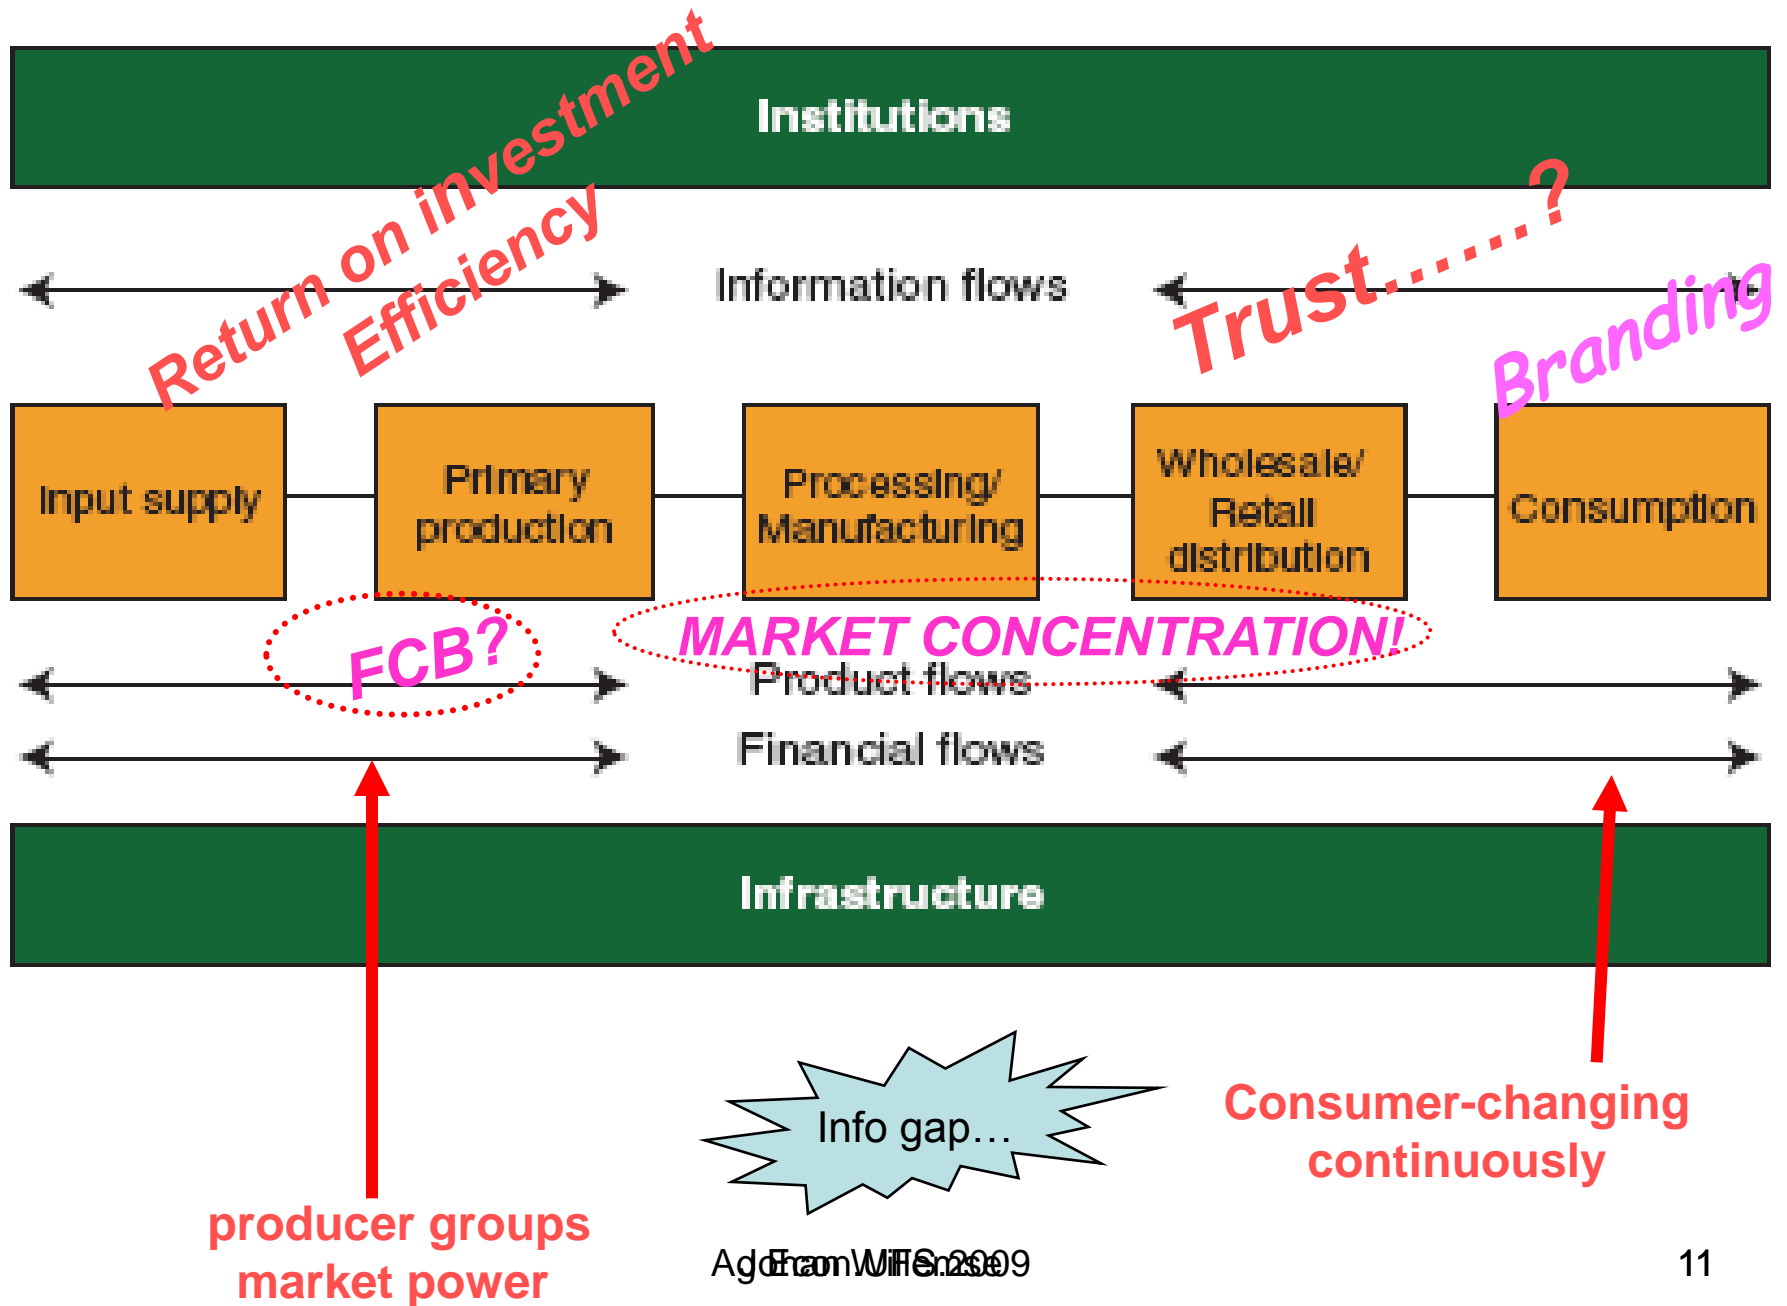 Institutions
Return on investment
Efficiency
Information flows
Trust......?
Branding
Input supply
Primary
production
Processing/
Manufacturing
Wholesale/
Retail
distribution
Consumption
FCB?
MARKET CONCENTRATION!
Product flows
Financial flows
Infrastructure
Info gap...
Consumer-changing
continuously
producer groups
market power
11